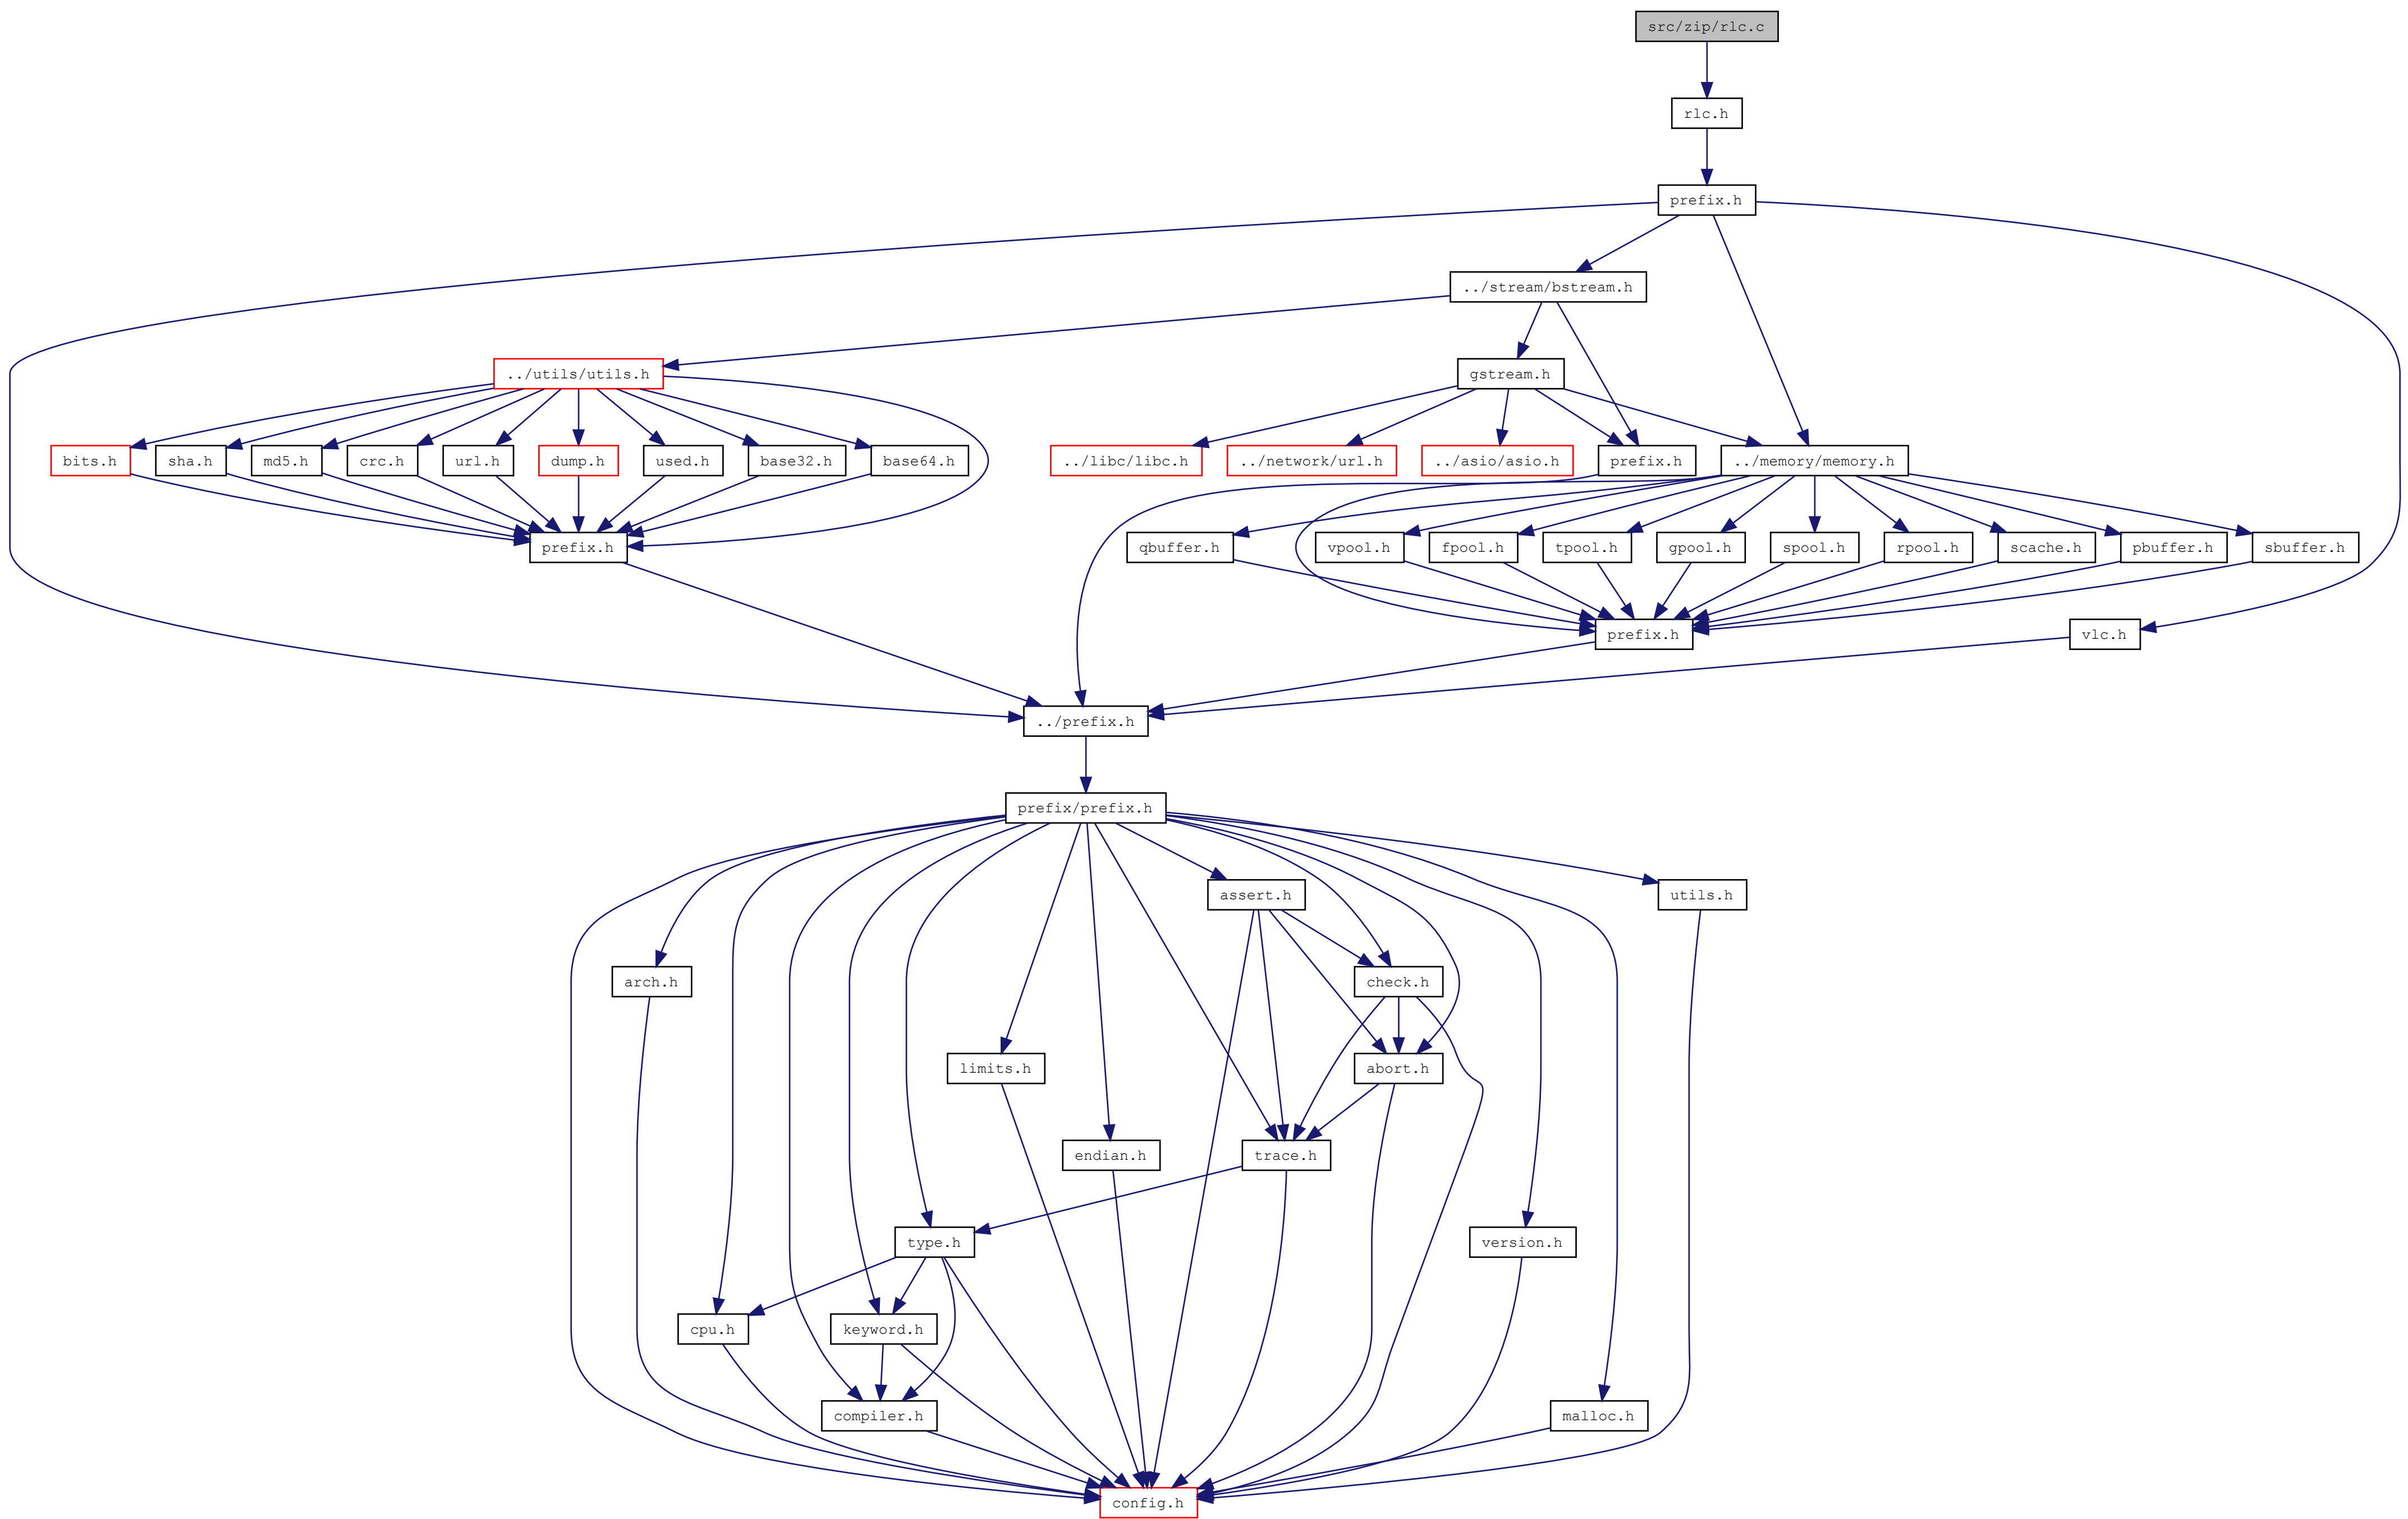 src/zip/rlc.c
rlc.h
prefix.h
../stream/bstream.h
../utils/utils.h
gstream.h
bits.h
sha.h
md5.h
crc.h
url.h
dump.h
used.h
base32.h
base64.h
../libc/libc.h
../network/url.h
../asio/asio.h
prefix.h
../memory/memory.h
prefix.h
qbuffer.h
vpool.h
fpool.h
tpool.h
gpool.h
spool.h
rpool.h
scache.h
pbuffer.h
sbuffer.h
prefix.h
vlc.h
../prefix.h
prefix/prefix.h
assert.h
utils.h
arch.h
check.h
limits.h
abort.h
endian.h
trace.h
type.h
version.h
cpu.h
keyword.h
compiler.h
malloc.h
config.h